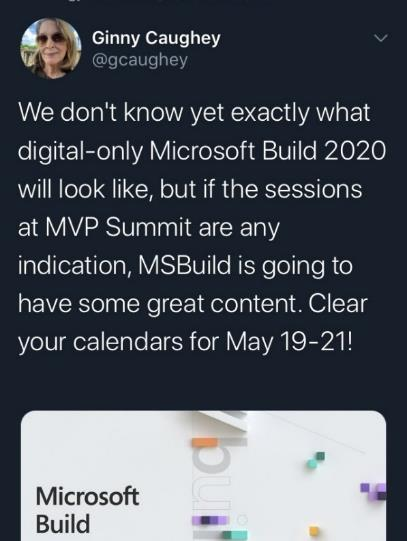 Ginny Caughey
@gcaughey
We don't know yet exactly what
digital-only Microsoft Build 2020
will look like, but if the sessions
at MVP Summit are any
indication, MSBuild is going to
have some great content. Clear
your calendars for May 19-21!
Microsoft
Build